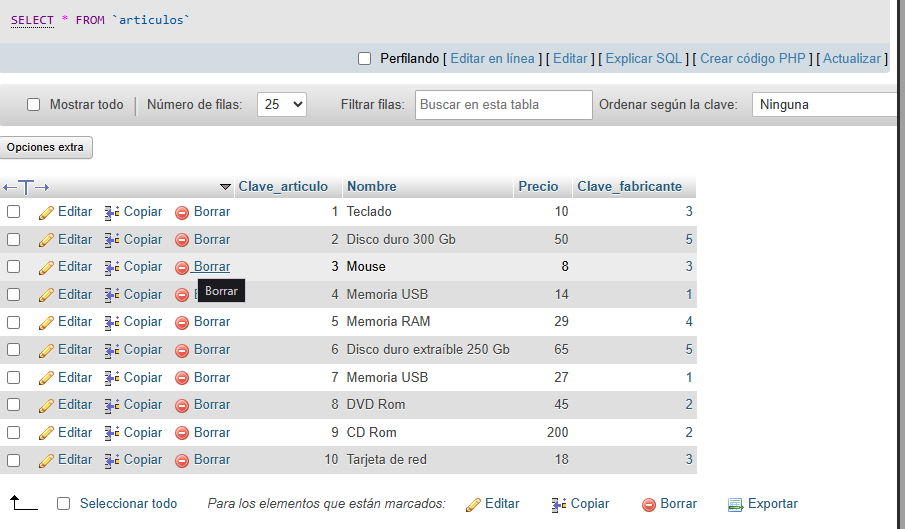 SELECT * FROM `articulos`
Perfilando [ Editar en línea ] [ Editar ] [ Explicar SQL ] [ Crear código PHP ] [ Actualizar ]
Mostrar todo Número de filas: 25 Filtrar filas: Buscar en esta tabla Ordenar según la clave: Ninguna
Opciones extra
←T→ Clave_articulo Nombre Precio Clave_fabricante
Editar Copiar Borrar 1 Teclado 10 3
Editar Copiar Borrar 2 Disco duro 300 Gb 50 5
Editar Copiar Borrar 3 Mouse 8 3
Borrar
Editar Copiar 4 Memoria USB 14 1
Editar Copiar Borrar 5 Memoria RAM 29 4
Editar Copiar Borrar 6 Disco duro extraíble 250 Gb 65 5
Editar Copiar Borrar 7 Memoria USB 27 1
Editar Copiar Borrar 8 DVD Rom 45 2
Editar Copiar Borrar 9 CD Rom 200 2
Editar Copiar Borrar 10 Tarjeta de red 18 3
Seleccionar todo Para los elementos que están marcados: Editar Copiar Borrar Exportar